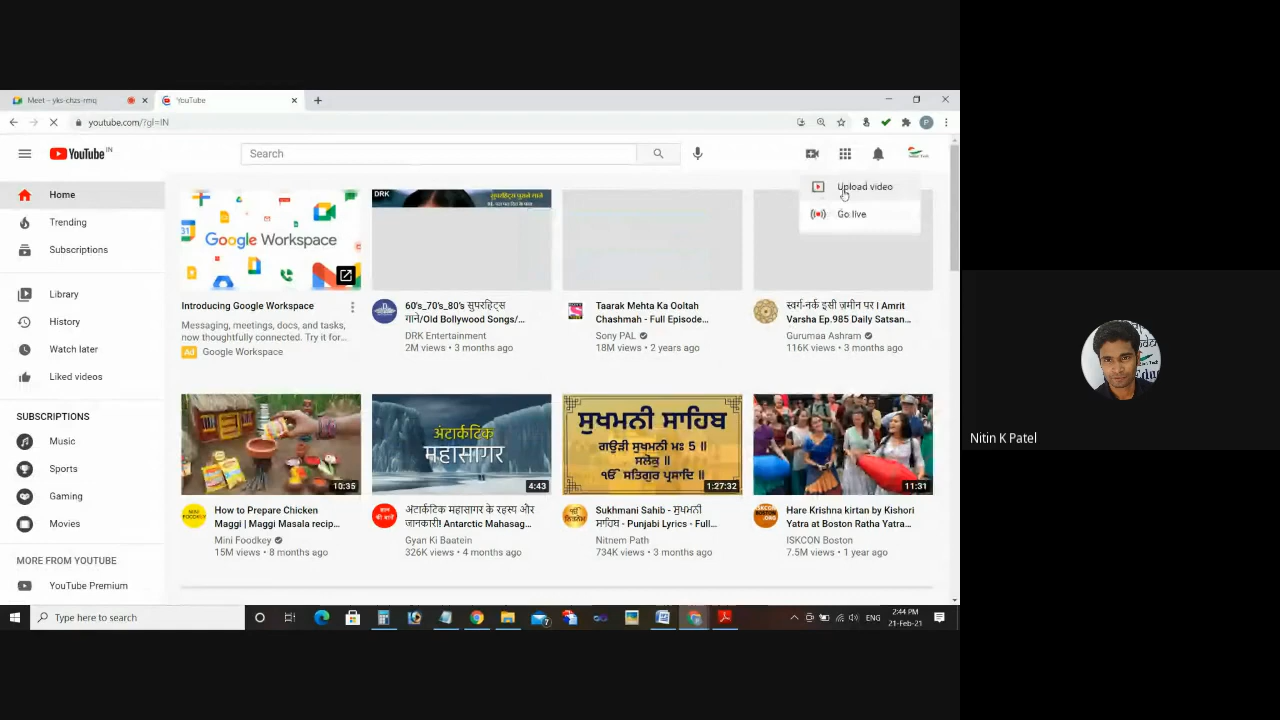 Meet - yks-chzs-rmq
YouTube
youtube.com/?gl=IN
YouTube IN
Search
Upload video
Go live
Home
Trending
Subscriptions
Library
History
Watch later
Liked videos
SUBSCRIPTIONS
Music
Sports
Gaming
Movies
MORE FROM YOUTUBE
YouTube Premium
31
Google Workspace
Introducing Google Workspace
Messaging, meetings, docs, and tasks,
now thoughtfully connected. Try it for...
Ad Google Workspace
DRK
60's_70's_80's सुपरहिट्स
गाने/Old Bollywood Songs/...
DRK Entertainment
2M views • 3 months ago
Taarak Mehta Ka Ooltah
Chashmah - Full Episode...
Sony PAL
18M views • 2 years ago
स्वर्ग-नर्क इसी ज़मीन पर I Amrit
Varsha Ep.985 Daily Satsan...
Gurumaa Ashram
116K views • 3 months ago
10:35
How to Prepare Chicken
Maggi | Maggi Masala recip...
Mini Foodkey
15M views • 8 months ago
अंटार्कटिक
महासागर
4:43
अंटार्कटिक महासागर के रहस्य और
जानकारी! Antarctic Mahasag...
Gyan Ki Baatein
326K views • 4 months ago
ਸੁਖਮਨੀ ਸਾਹਿਬ
ਗਾਉੜੀ ਸੁਖਮਨੀ ਮਃ 5 ॥
ਸਲੋਕੁ ॥
ੴ ਸਤਿਗੁਰ ਪ੍ਰਸਾਦਿ ॥
1:27:32
Sukhmani Sahib - ਸੁਖਮਨੀ
ਸਾਹਿਬ - Punjabi Lyrics - Full...
Nitnem Path
734K views • 3 months ago
11:31
Hare Krishna kirtan by Kishori
Yatra at Boston Ratha Yatra...
ISKCON Boston
7.5M views • 1 year ago
Type here to search
ENG
2:44 PM
21-Feb-21
Nitin K Patel